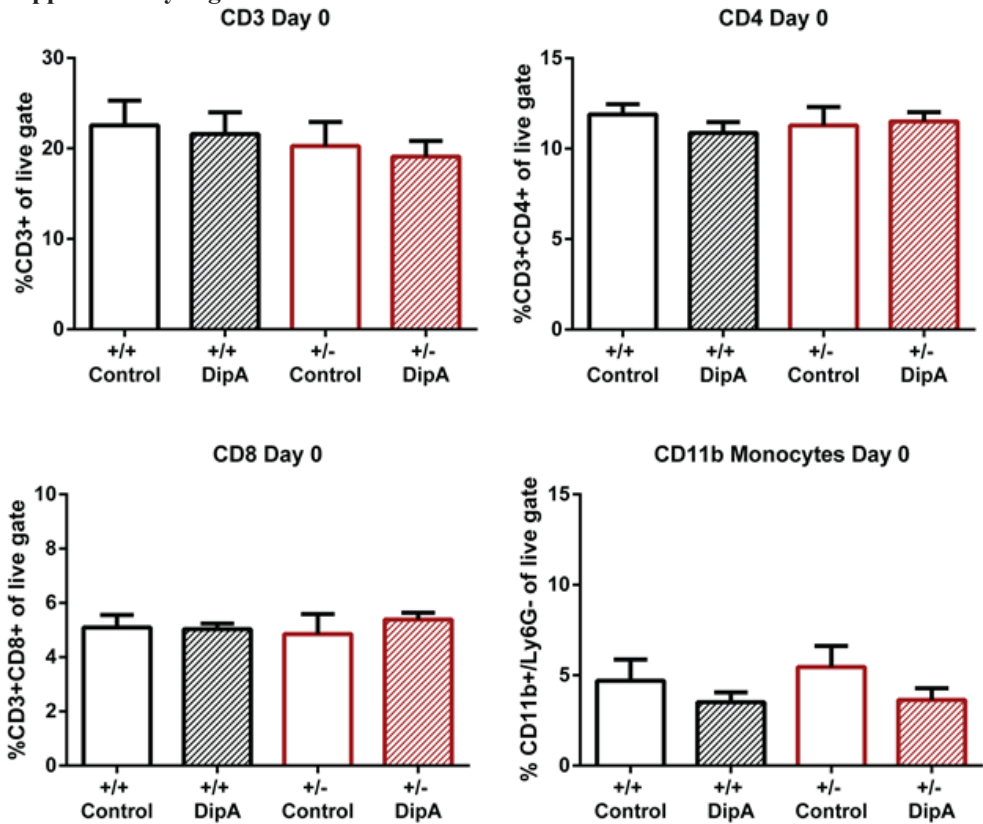 CD3 Day 0
%CD3+ of live gate
30
20
10
0
+/+ Control
+/+ DipA
+/- Control
+/- DipA
CD4 Day 0
%CD3+CD4+ of live gate
15
10
5
0
+/+ Control
+/+ DipA
+/- Control
+/- DipA
CD8 Day 0
%CD3+CD8+ of live gate
10
8
6
4
2
0
+/+ Control
+/+ DipA
+/- Control
+/- DipA
CD11b Monocytes Day 0
% CD11b+/Ly6G- of live gate
15
10
5
0
+/+ Control
+/+ DipA
+/- Control
+/- DipA